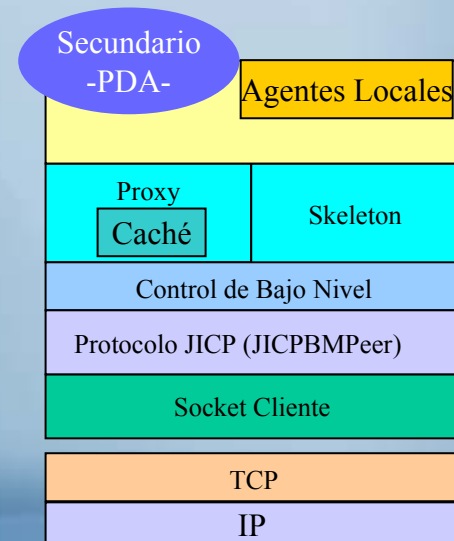 Secundario
-PDA-
Agentes Locales
Proxy
Caché
Skeleton
Control de Bajo Nivel
Protocolo JICP (JICPBMPeer)
Socket Cliente
TCP
IP